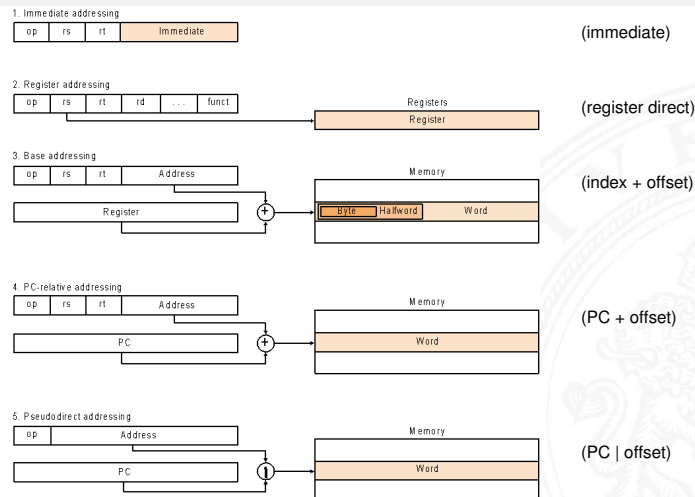 1. Immediate addressing
op rs rt Immediate
(immediate)
2. Register addressing
op rs rt rd ... funct
Registers
Register
(register direct)
3. Base addressing
op rs rt Address
Memory
Register
+
Byte Halfword Word
(index + offset)
4. PC-relative addressing
op rs rt Address
Memory
PC
+
Word
(PC + offset)
5. Pseudodirect addressing
op Address
Memory
PC
Word
(PC | offset)